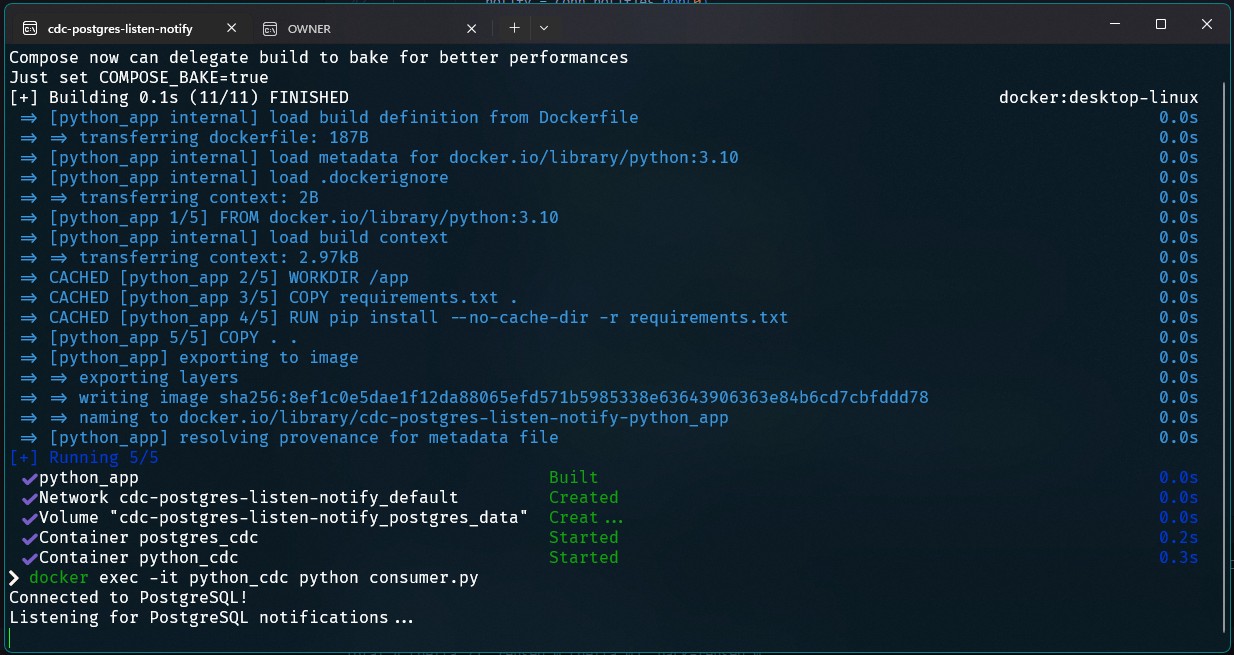 notify = conn.notifies.pop(0)
cdc-postgres-listen-notify
OWNER
Compose now can delegate build to bake for better performances
Just set COMPOSE_BAKE=true
[+] Building 0.1s (11/11) FINISHED docker:desktop-linux
=> [python_app internal] load build definition from Dockerfile 0.0s
=> => transferring dockerfile: 187B 0.0s
=> [python_app internal] load metadata for docker.io/library/python:3.10 0.0s
=> [python_app internal] load .dockerignore 0.0s
=> => transferring context: 2B 0.0s
=> [python_app 1/5] FROM docker.io/library/python:3.10 0.0s
=> [python_app internal] load build context 0.0s
=> => transferring context: 2.97kB 0.0s
=> CACHED [python_app 2/5] WORKDIR /app 0.0s
=> CACHED [python_app 3/5] COPY requirements.txt . 0.0s
=> CACHED [python_app 4/5] RUN pip install --no-cache-dir -r requirements.txt 0.0s
=> [python_app 5/5] COPY . . 0.0s
=> [python_app] exporting to image 0.0s
=> => exporting layers 0.0s
=> => writing image sha256:8ef1c0e5dae1f12da88065efd571b5985338e63643906363e84b6cd7cbfddd78 0.0s
=> => naming to docker.io/library/cdc-postgres-listen-notify-python_app 0.0s
=> [python_app] resolving provenance for metadata file 0.0s
[+] Running 5/5
✔python_app Built 0.0s
✔Network cdc-postgres-listen-notify_default Created 0.0s
✔Volume "cdc-postgres-listen-notify_postgres_data" Creat... 0.0s
✔Container postgres_cdc Started 0.2s
✔Container python_cdc Started 0.3s
❯ docker exec -it python_cdc python consumer.py
Connected to PostgreSQL!
Listening for PostgreSQL notifications...